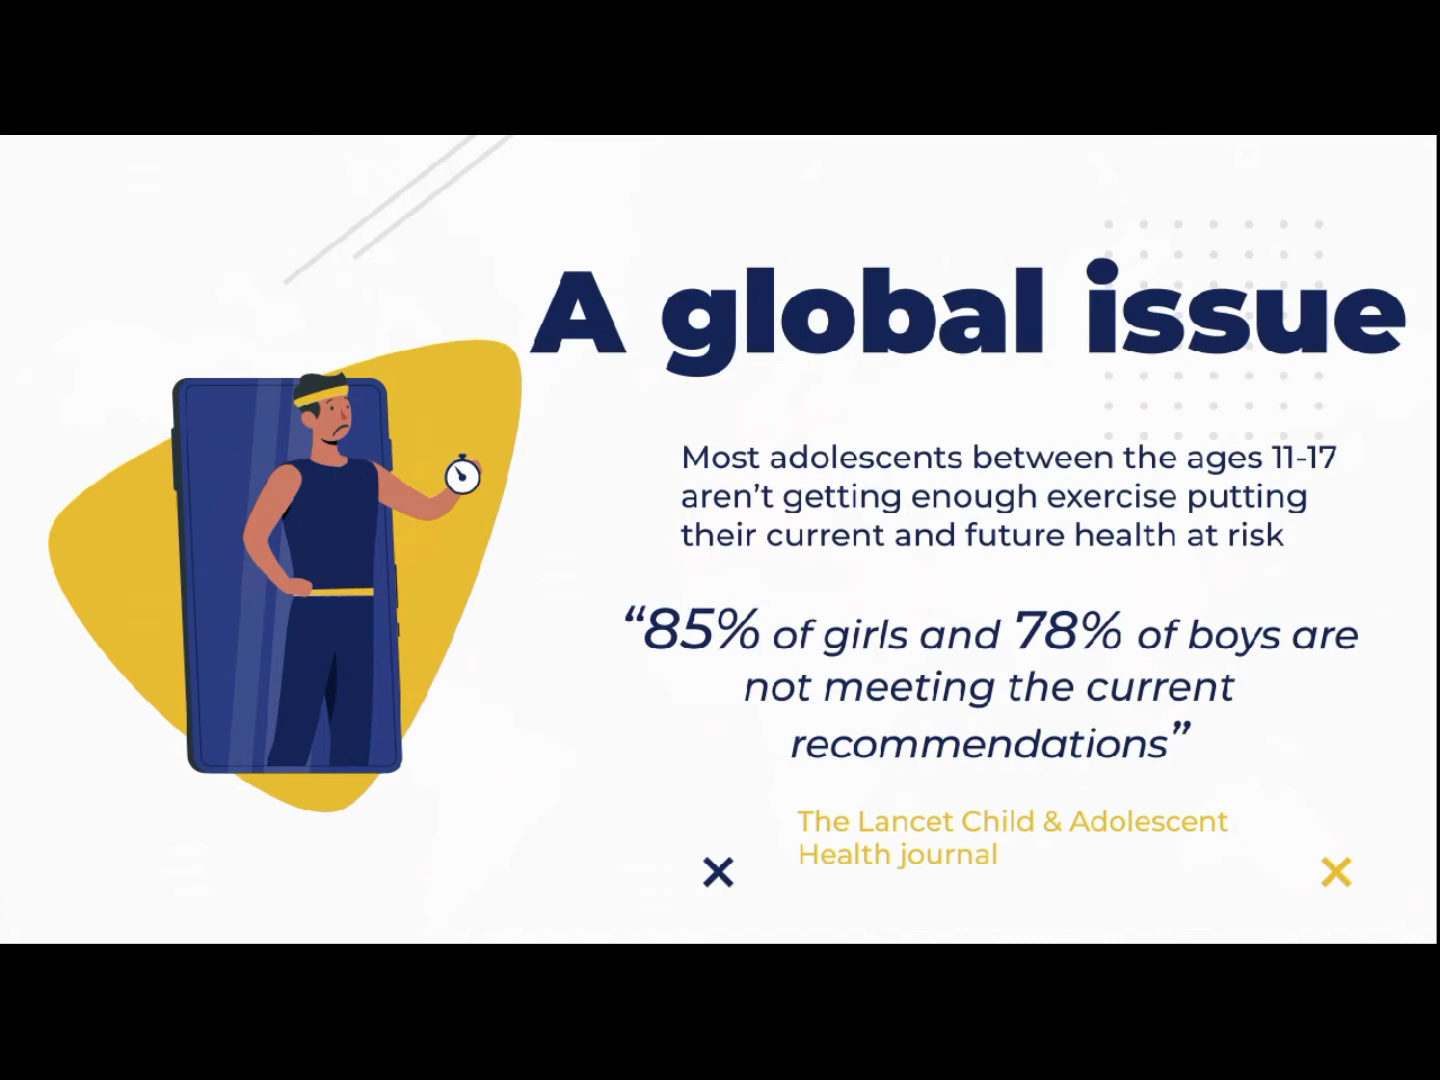 A global issue
Most adolescents between the ages 11-17
aren’t getting enough exercise putting
their current and future health at risk
“85% of girls and 78% of boys are
not meeting the current
recommendations”
The Lancet Child & Adolescent
Health journal